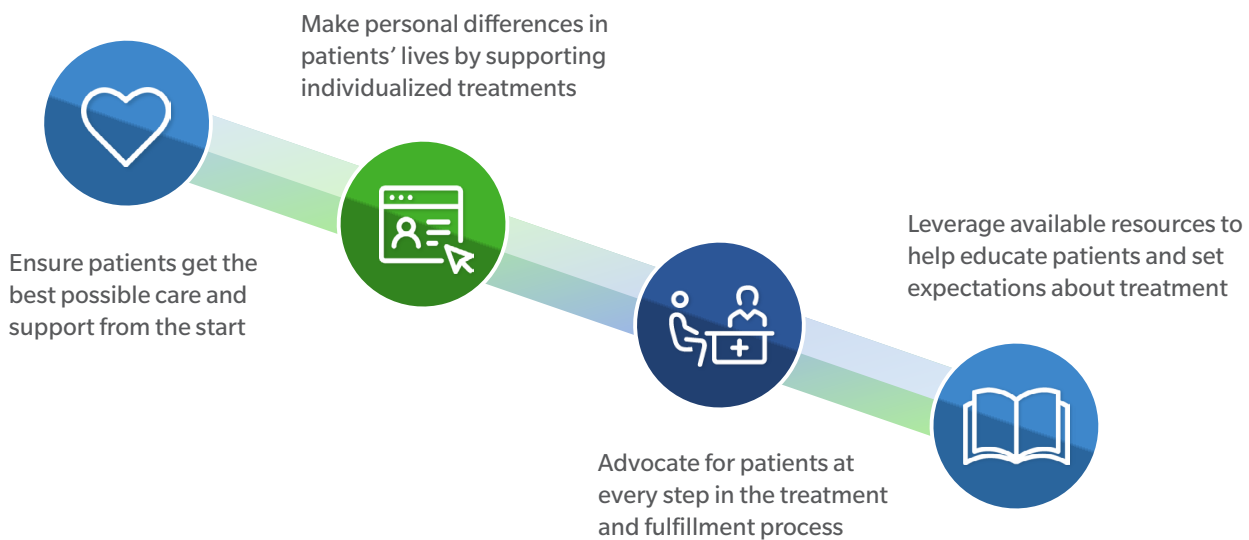 Make personal differences in
patients’ lives by supporting
individualized treatments
Ensure patients get the
best possible care and
support from the start
Leverage available resources to
help educate patients and set
expectations about treatment
Advocate for patients at
every step in the treatment
and fulfillment process